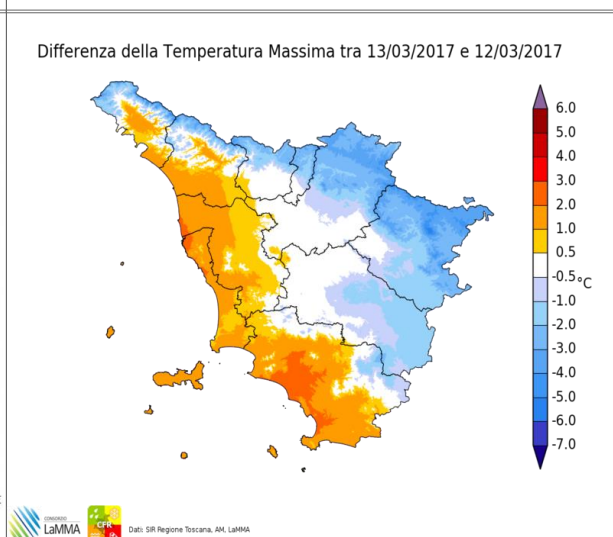 Differenza della Temperatura Massima tra 13/03/2017 e 12/03/2017
6.0
5.0
4.0
3.0
2.0
1.0
0.5
-0.5
°C
-1.0
-2.0
-3.0
-4.0
-5.0
-6.0
-7.0
CONSORZIO
LaMMA
CFR
Dati: SIR Regione Toscana, AM, LaMMA